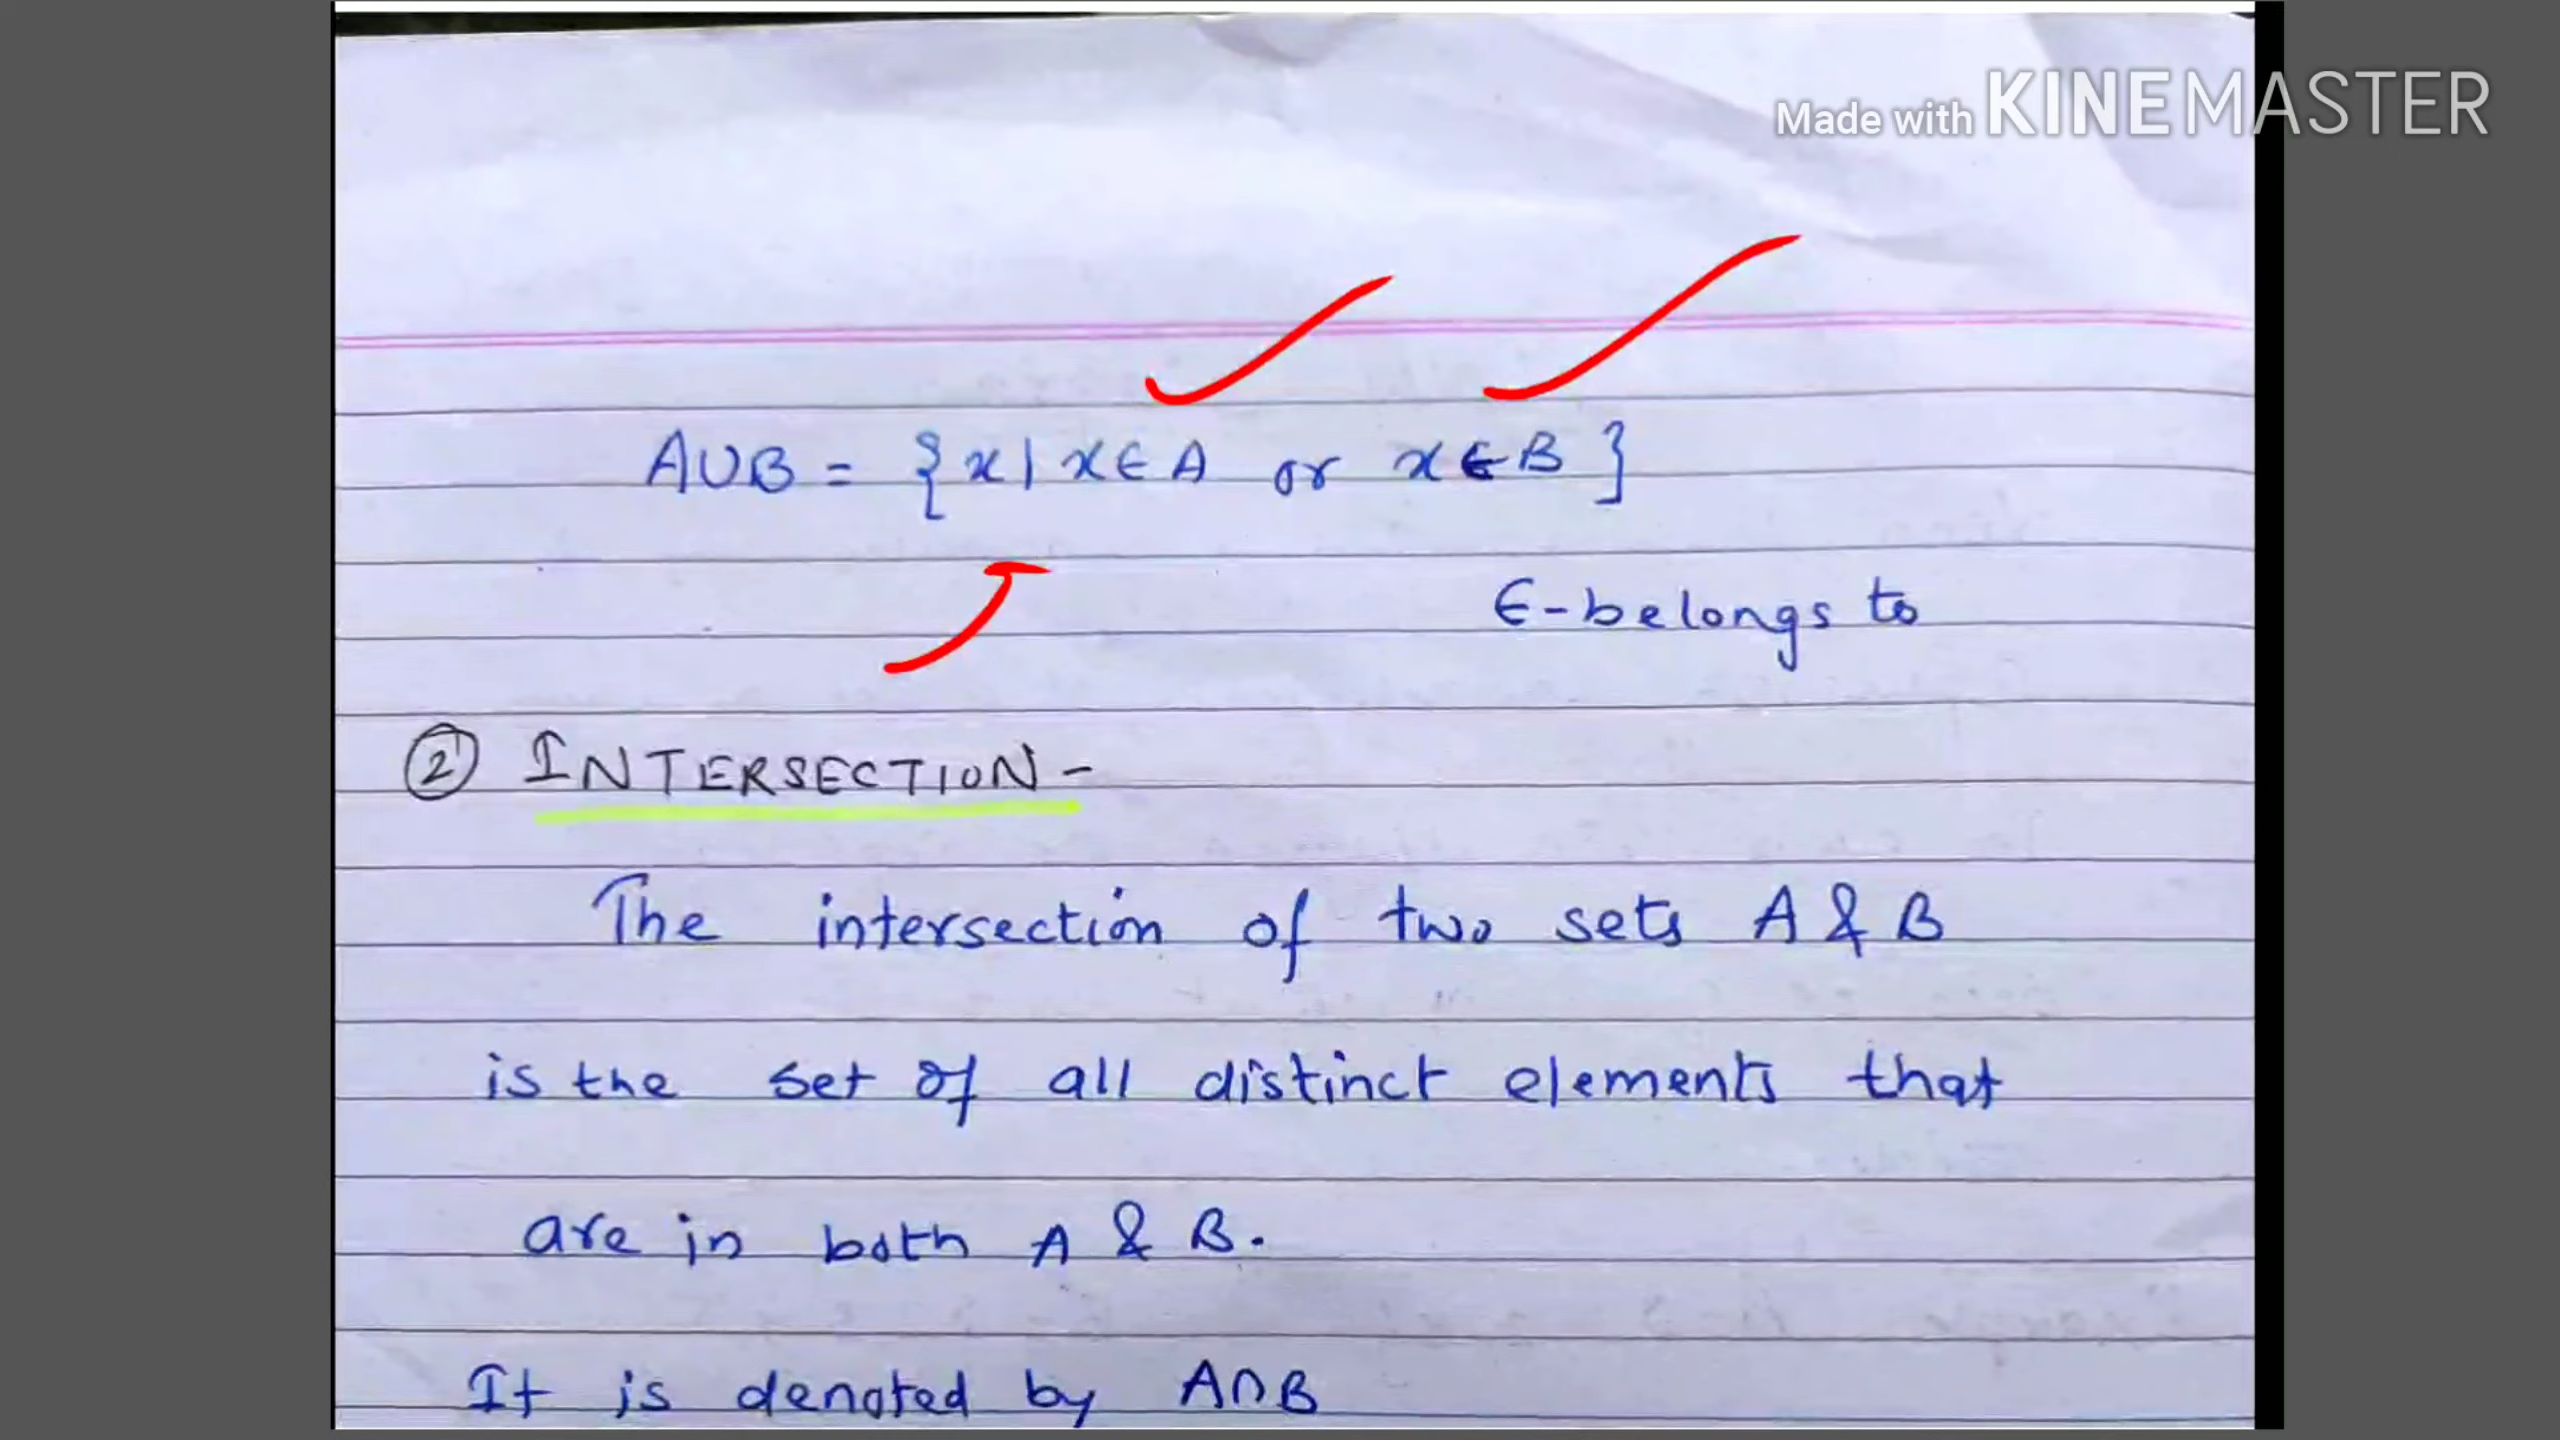 Made with KINEMASTER
A∪B = {x | x∈A or x∈B}
∈-belongs to
② INTERSECTION-
The intersection of two sets A & B
is the set of all distinct elements that
are in both A & B.
It is denoted by A∩B